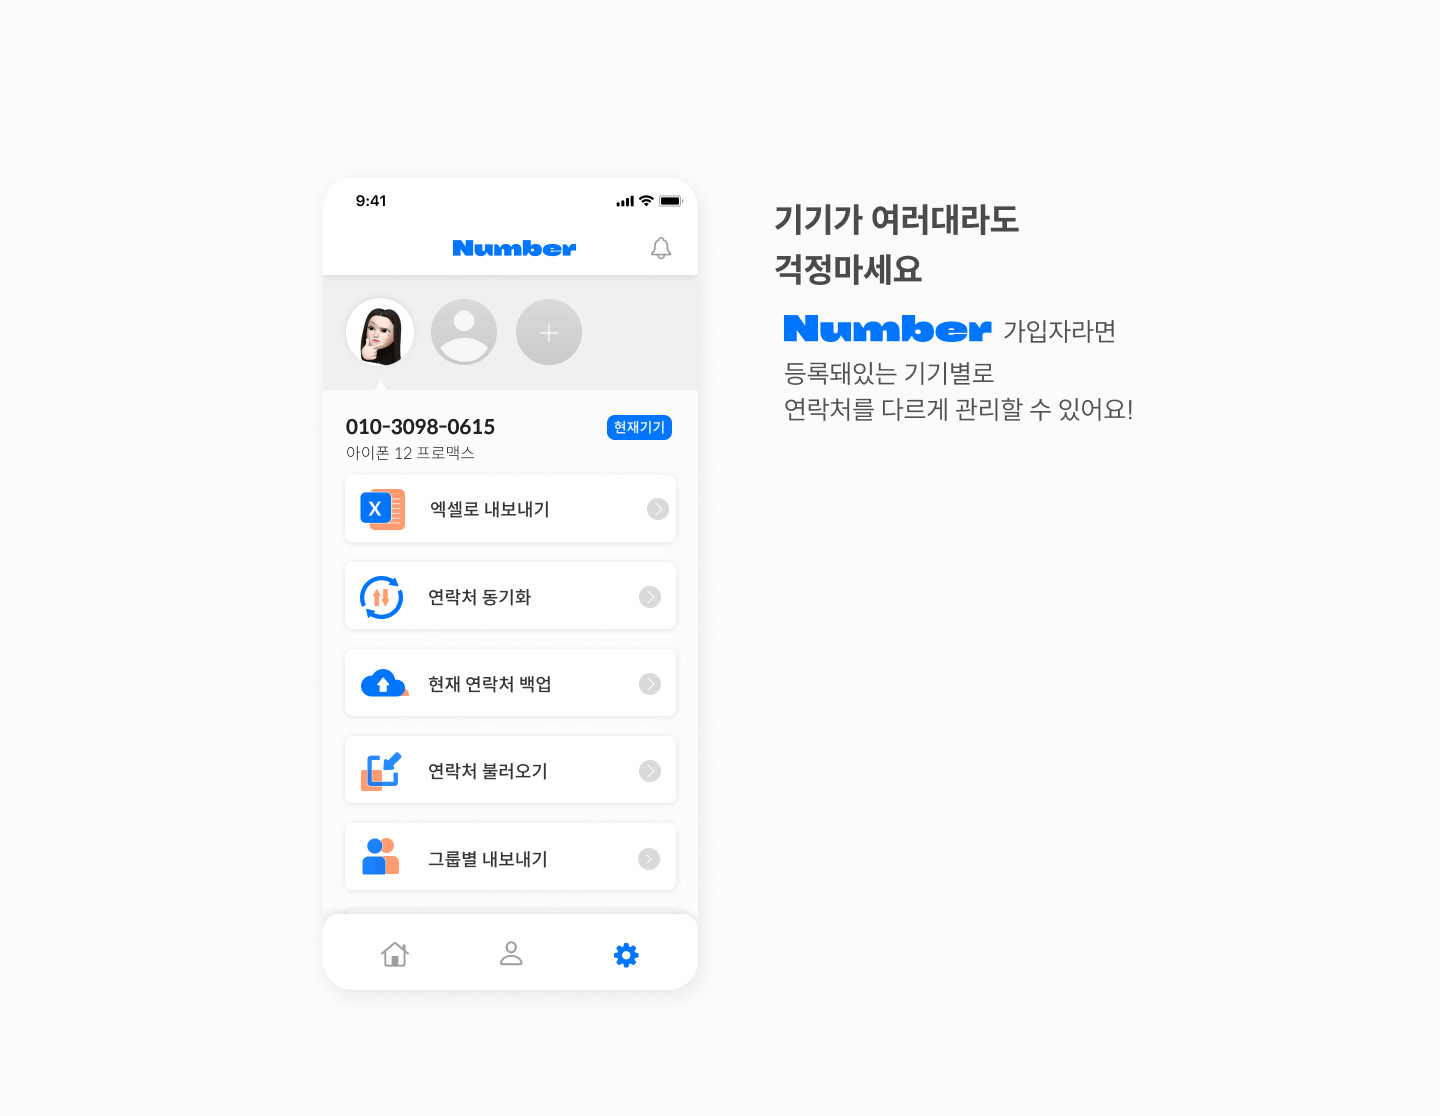 9:41
Number
010-3098-0615
현재기기
아이폰 12 프로맥스
X
엑셀로 내보내기
연락처 동기화
현재 연락처 백업
연락처 불러오기
그룹별 내보내기
기기가 여러대라도
걱정마세요
Number 가입자라면
등록돼있는 기기별로
연락처를 다르게 관리할 수 있어요!